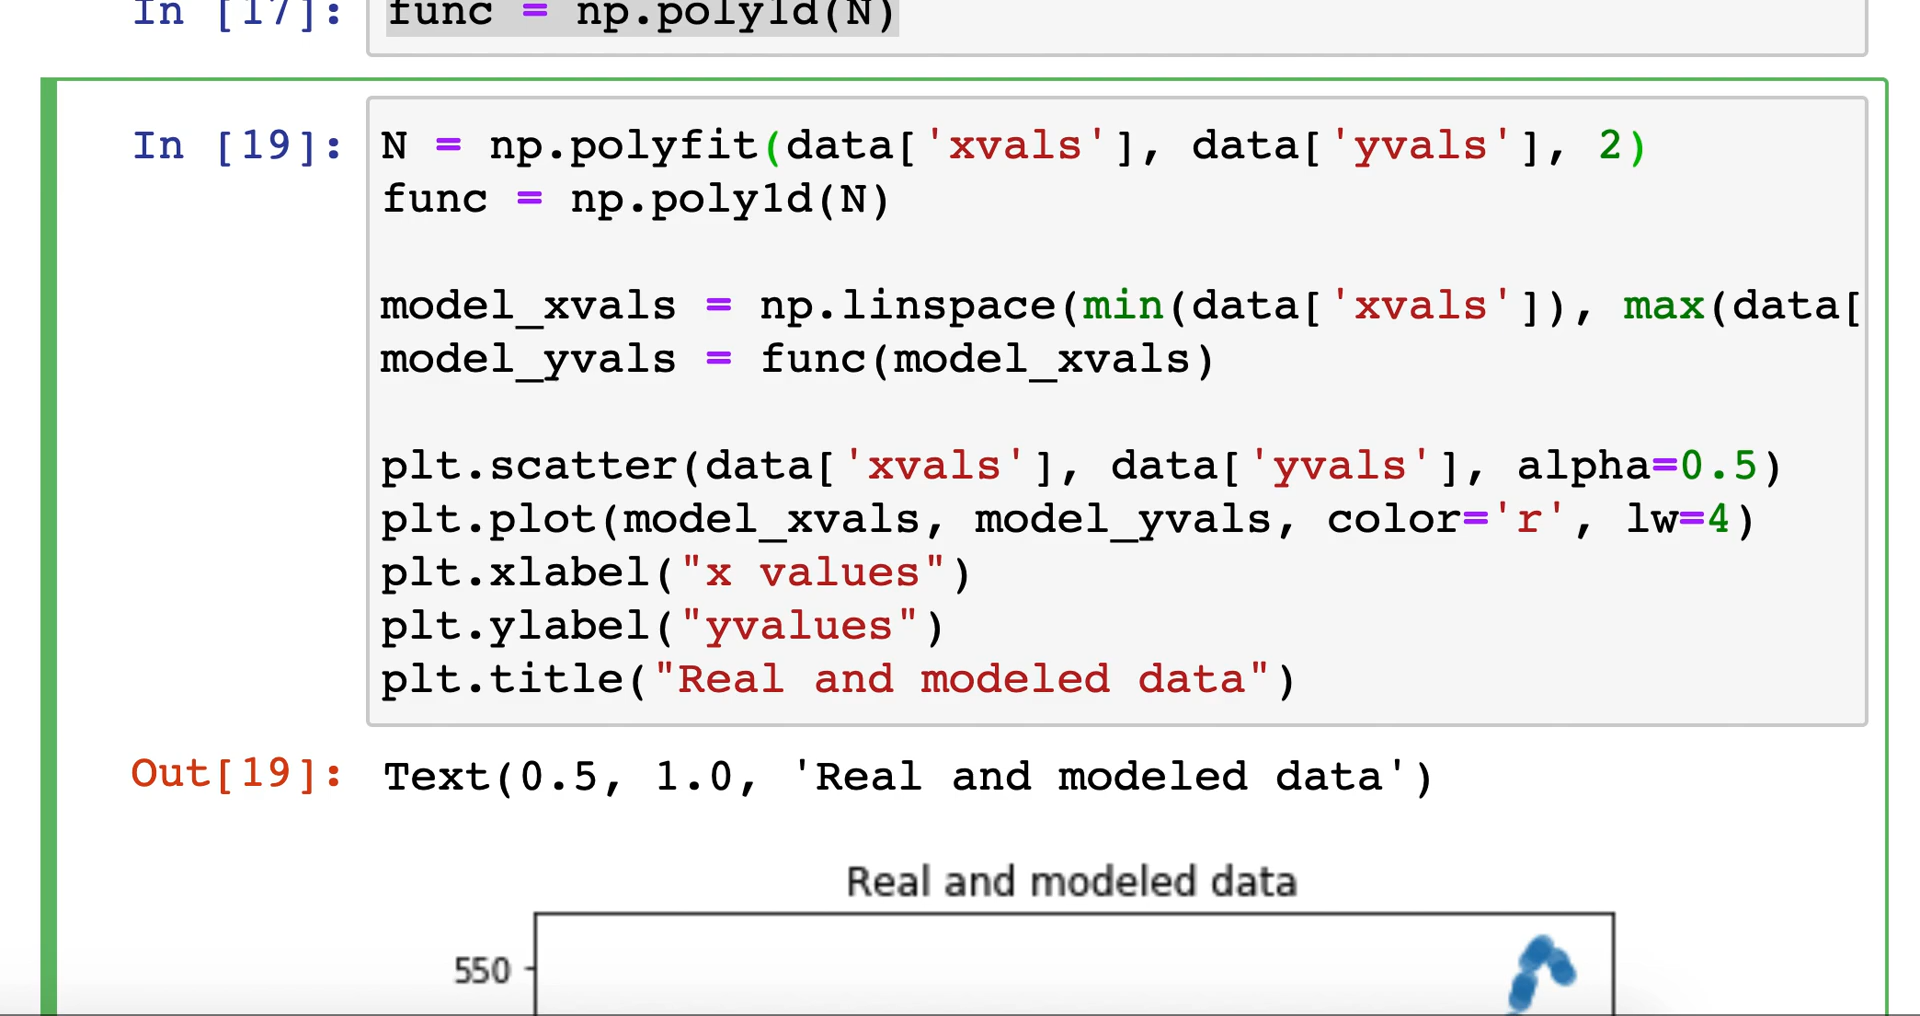 In [17]: func = np.poly1d(N)
In [19]: N = np.polyfit(data['xvals'], data['yvals'], 2)
func = np.poly1d(N)
model_xvals = np.linspace(min(data['xvals']), max(data[
model_yvals = func(model_xvals)
plt.scatter(data['xvals'], data['yvals'], alpha=0.5)
plt.plot(model_xvals, model_yvals, color='r', lw=4)
plt.xlabel("x values")
plt.ylabel("yvalues")
plt.title("Real and modeled data")
Out[19]: Text(0.5, 1.0, 'Real and modeled data')
Real and modeled data
550